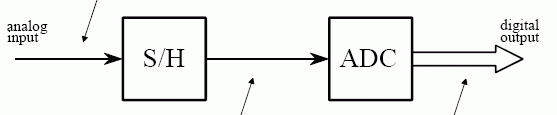 analog
input
S/H
ADC
digital
output